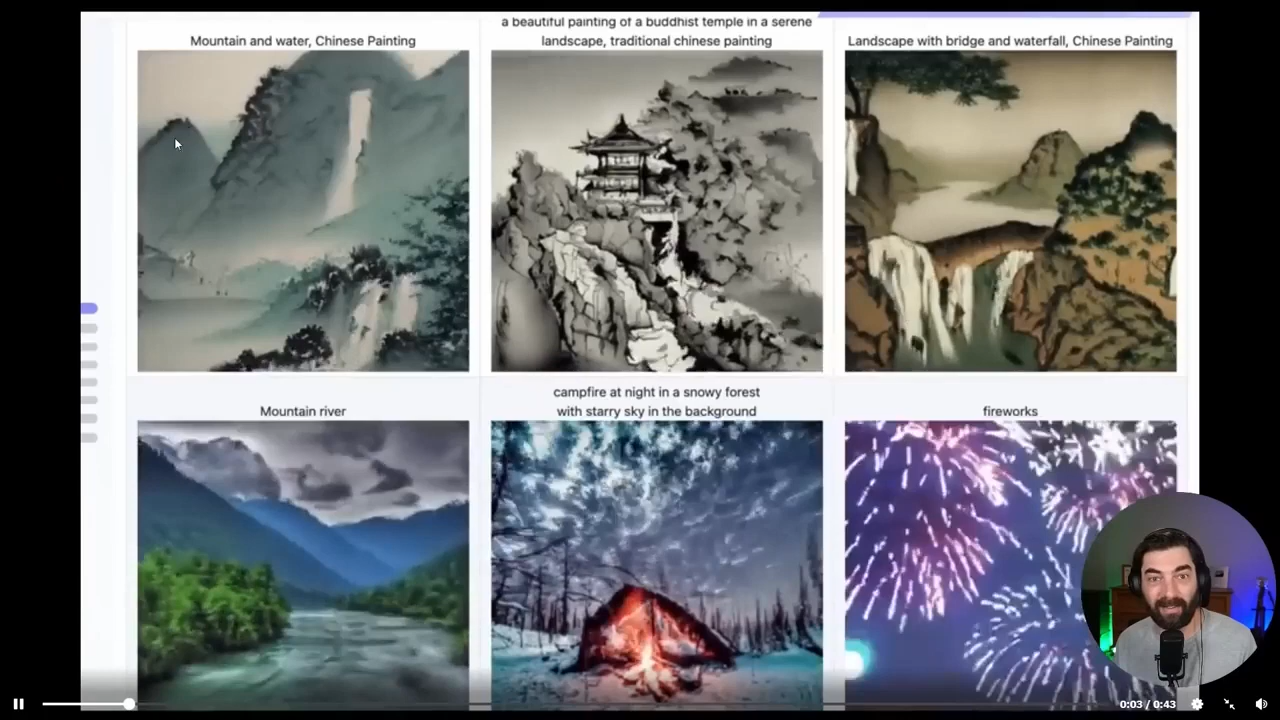 Mountain and water, Chinese Painting
a beautiful painting of a buddhist temple in a serene
landscape, traditional chinese painting
Landscape with bridge and waterfall, Chinese Painting
Mountain river
campfire at night in a snowy forest
with starry sky in the background
fireworks
0:03 / 0:43